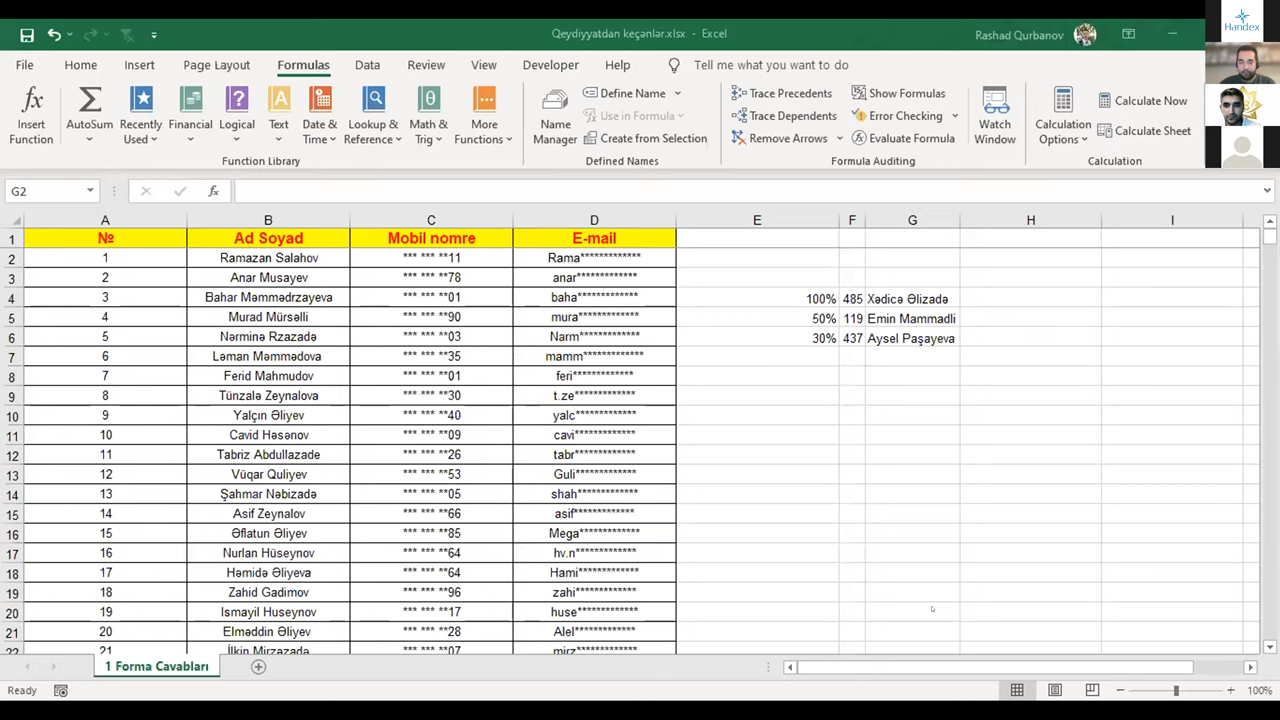 Qeydiyyatdan keçənlər.xlsx - Excel
Rashad Qurbanov
Handex
File Home Insert Page Layout Formulas Data Review View Developer Help Tell me what you want to do
Insert Function
AutoSum
Recently Used
Financial
Logical
Text
Date & Time
Lookup & Reference
Math & Trig
More Functions
Function Library
Name Manager
Define Name
Use in Formula
Create from Selection
Defined Names
Trace Precedents
Trace Dependents
Remove Arrows
Show Formulas
Error Checking
Evaluate Formula
Formula Auditing
Watch Window
Calculation Options
Calculate Now
Calculate Sheet
Calculation
G2 fx
A B C D E F G H I
1 № Ad Soyad Mobil nomre E-mail
2 1 Ramazan Salahov *** *** **11 Rama*************
3 2 Anar Musayev *** *** **78 anar*************
4 3 Bahar Məmmədrzayeva *** *** **01 baha************* 100% 485 Xədicə Əlizadə
5 4 Murad Mürsəlli *** *** **90 mura************* 50% 119 Emin Mammadli
6 5 Nərminə Rzazadə *** *** **03 Narm************* 30% 437 Aysel Paşayeva
7 6 Ləman Məmmədova *** *** **35 mamm*************
8 7 Ferid Mahmudov *** *** **01 feri*************
9 8 Tünzalə Zeynalova *** *** **30 t.ze*************
10 9 Yalçın Əliyev *** *** **40 yalc*************
11 10 Cavid Həsənov *** *** **09 cavi*************
12 11 Tabriz Abdullazade *** *** **26 tabr*************
13 12 Vüqar Quliyev *** *** **53 Guli*************
14 13 Şahmar Nəbizadə *** *** **05 shah*************
15 14 Asif Zeynalov *** *** **66 asif*************
16 15 Əflatun Əliyev *** *** **85 Mega*************
17 16 Nurlan Hüseynov *** *** **64 hv.n*************
18 17 Həmidə Əliyeva *** *** **64 Hami*************
19 18 Zahid Gadimov *** *** **96 zahi*************
20 19 Ismayil Huseynov *** *** **17 huse*************
21 20 Elməddin Əliyev *** *** **28 Alel*************
22 21 İlkin Mirzəzadə *** *** **07 mirz*************
1 Forma Cavabları
Ready 100%